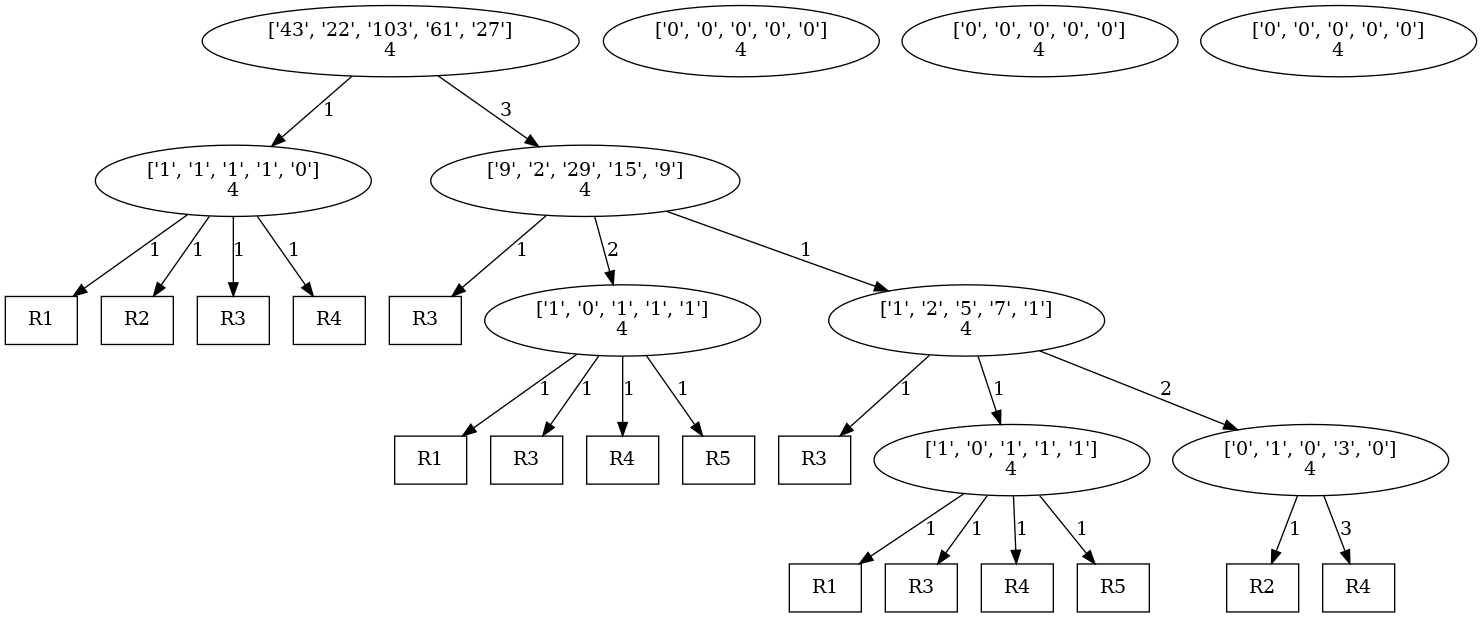 ['43', '22', '103', '61', '27']
4
['0', '0', '0', '0', '0']
4
['0', '0', '0', '0', '0']
4
['0', '0', '0', '0', '0']
4
1
3
['1', '1', '1', '1', '0']
4
['9', '2', '29', '15', '9']
4
1
1
1
1
1
2
1
R1
R2
R3
R4
R3
['1', '0', '1', '1', '1']
4
['1', '2', '5', '7', '1']
4
1
1
1
1
1
1
2
R1
R3
R4
R5
R3
['1', '0', '1', '1', '1']
4
['0', '1', '0', '3', '0']
4
1
1
1
1
1
3
R1
R3
R4
R5
R2
R4